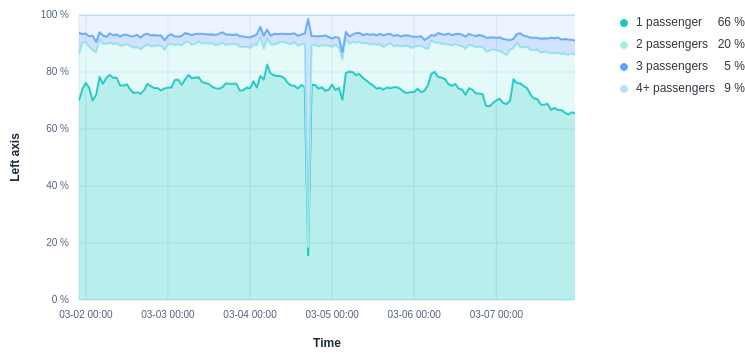 100 %
80 %
60 %
40 %
20 %
0 %
Left axis
03-02 00:00
03-03 00:00
03-04 00:00
03-05 00:00
03-06 00:00
03-07 00:00
Time
1 passenger 66 %
2 passengers 20 %
3 passengers 5 %
4+ passengers 9 %